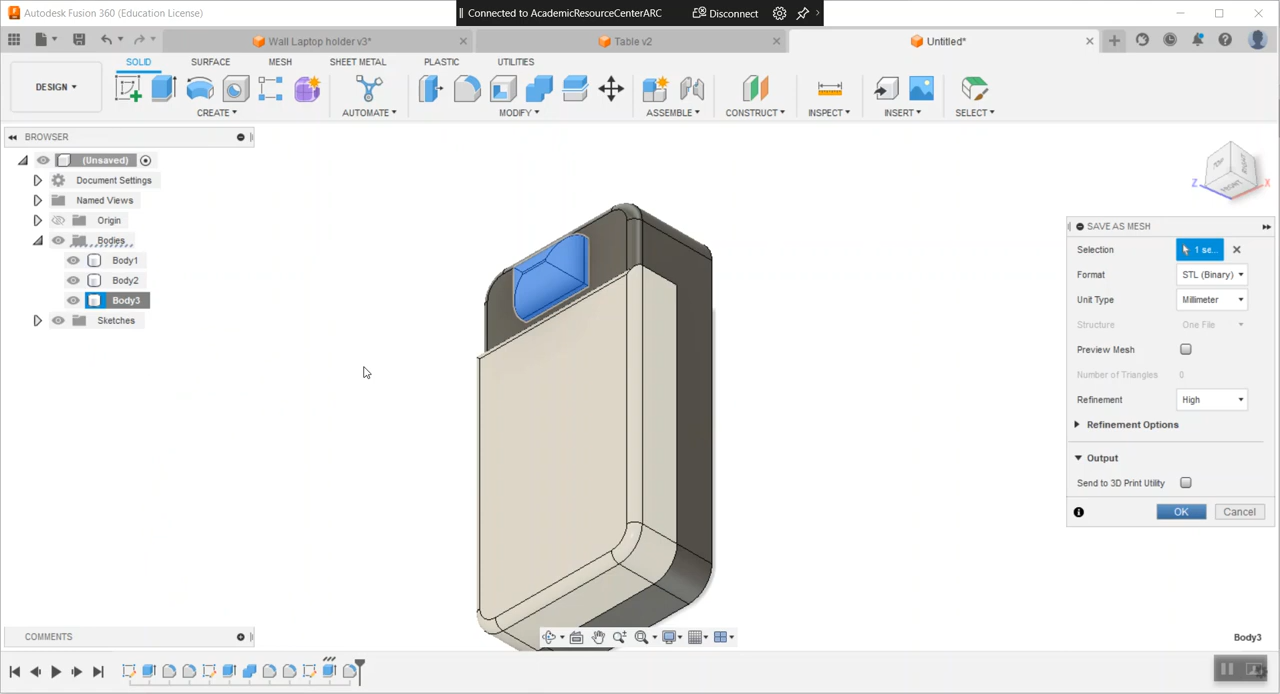 Autodesk Fusion 360 (Education License)
Connected to AcademicResourceCenterARC Disconnect
Wall Laptop holder v3* Table v2 Untitled*
SOLID SURFACE MESH SHEET METAL PLASTIC UTILITIES
DESIGN ▾
CREATE ▾ AUTOMATE ▾ MODIFY ▾ ASSEMBLE ▾ CONSTRUCT ▾ INSPECT ▾ INSERT ▾ SELECT ▾
BROWSER
(Unsaved)
Document Settings
Named Views
Origin
Bodies
Body1
Body2
Body3
Sketches
TOP RIGHT FRONT
Z X
SAVE AS MESH
Selection 1 se...
Format STL (Binary)
Unit Type Millimeter
Structure One File
Preview Mesh
Number of Triangles 0
Refinement High
Refinement Options
Output
Send to 3D Print Utility
OK Cancel
COMMENTS
Body3